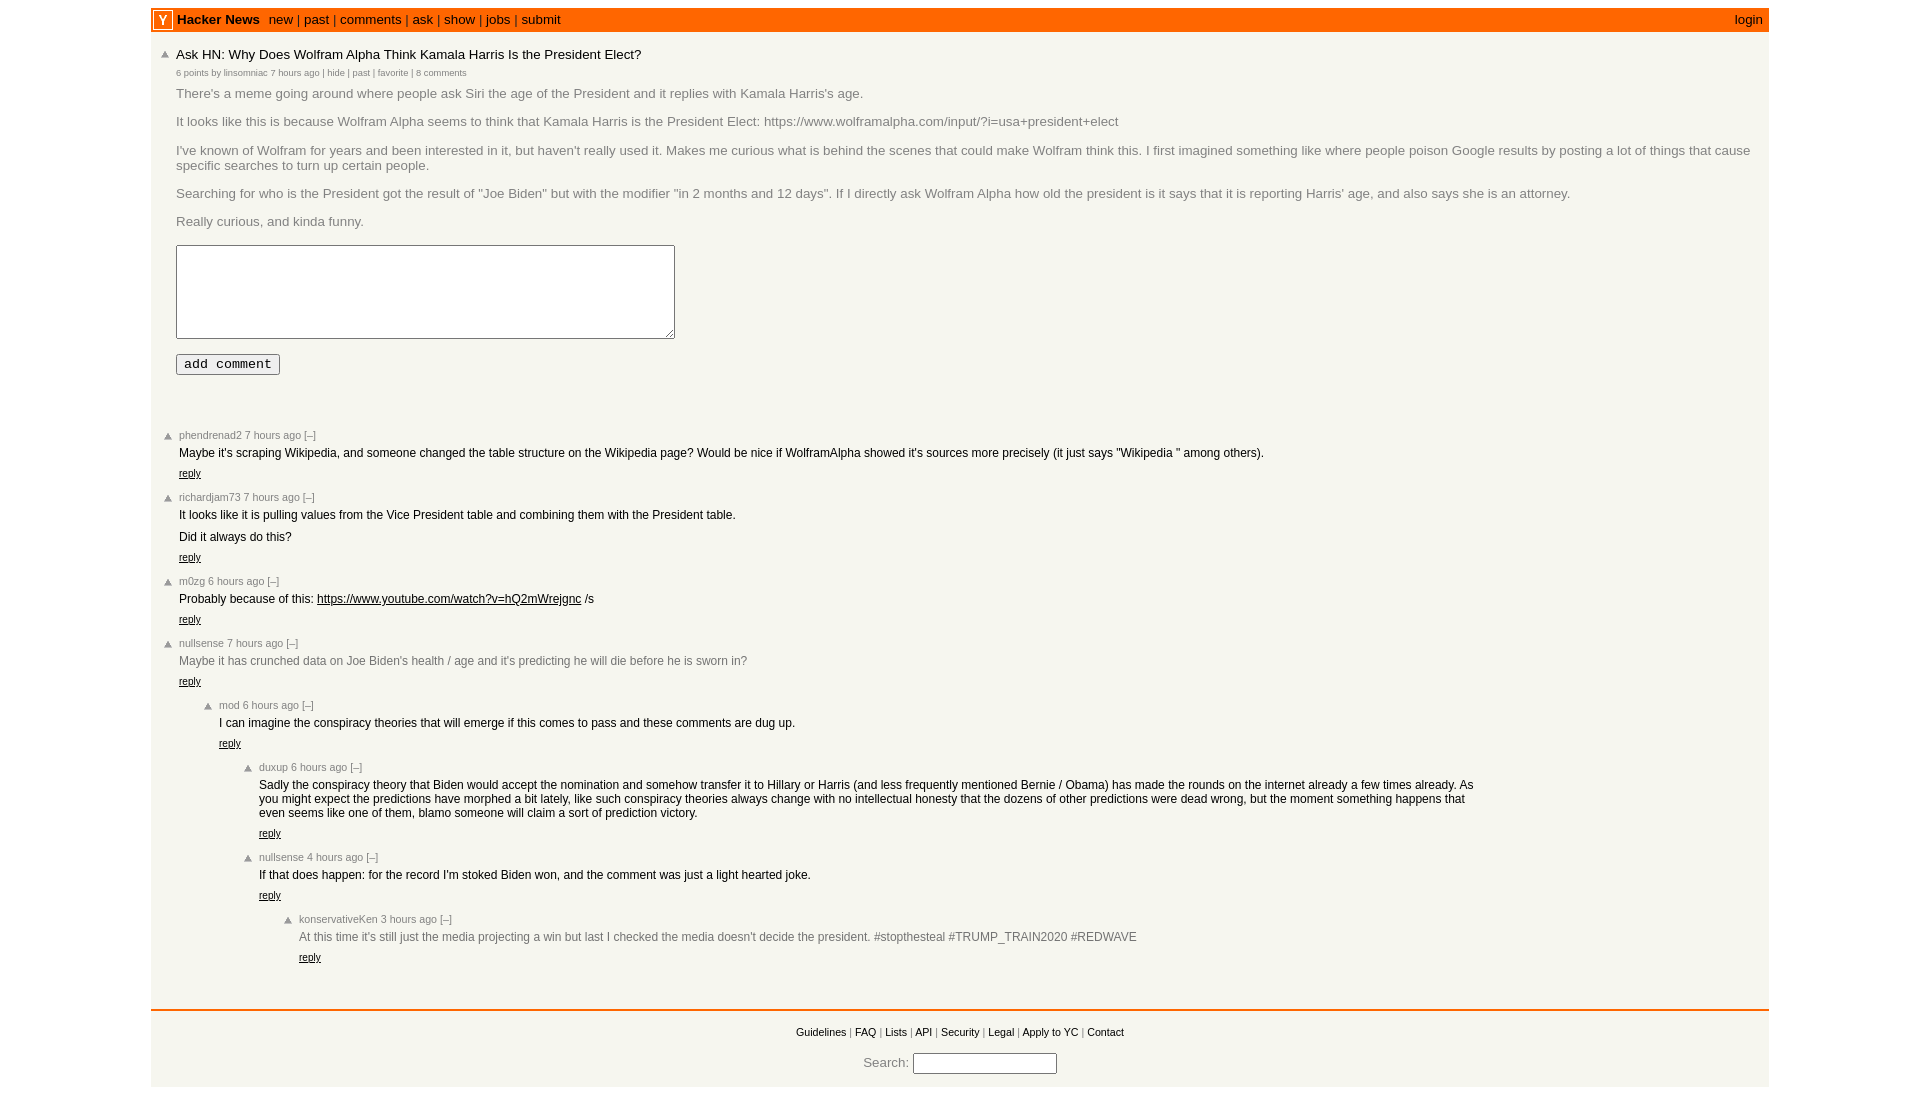 Y Hacker News new | past | comments | ask | show | jobs | submit login
Ask HN: Why Does Wolfram Alpha Think Kamala Harris Is the President Elect?
6 points by linsomniac 7 hours ago | hide | past | favorite | 8 comments
There's a meme going around where people ask Siri the age of the President and it replies with Kamala Harris's age.
It looks like this is because Wolfram Alpha seems to think that Kamala Harris is the President Elect: https://www.wolframalpha.com/input/?i=usa+president+elect
I've known of Wolfram for years and been interested in it, but haven't really used it. Makes me curious what is behind the scenes that could make Wolfram think this. I first imagined something like where people poison Google results by posting a lot of things that cause
specific searches to turn up certain people.
Searching for who is the President got the result of "Joe Biden" but with the modifier "in 2 months and 12 days". If I directly ask Wolfram Alpha how old the president is it says that it is reporting Harris' age, and also says she is an attorney.
Really curious, and kinda funny.
add comment
phendrenad2 7 hours ago [–]
Maybe it's scraping Wikipedia, and someone changed the table structure on the Wikipedia page? Would be nice if WolframAlpha showed it's sources more precisely (it just says "Wikipedia " among others).
reply
richardjam73 7 hours ago [–]
It looks like it is pulling values from the Vice President table and combining them with the President table.
Did it always do this?
reply
m0zg 6 hours ago [–]
Probably because of this: https://www.youtube.com/watch?v=hQ2mWrejgnc /s
reply
nullsense 7 hours ago [–]
Maybe it has crunched data on Joe Biden's health / age and it's predicting he will die before he is sworn in?
reply
mod 6 hours ago [–]
I can imagine the conspiracy theories that will emerge if this comes to pass and these comments are dug up.
reply
duxup 6 hours ago [–]
Sadly the conspiracy theory that Biden would accept the nomination and somehow transfer it to Hillary or Harris (and less frequently mentioned Bernie / Obama) has made the rounds on the internet already a few times already. As
you might expect the predictions have morphed a bit lately, like such conspiracy theories always change with no intellectual honesty that the dozens of other predictions were dead wrong, but the moment something happens that
even seems like one of them, blamo someone will claim a sort of prediction victory.
reply
nullsense 4 hours ago [–]
If that does happen: for the record I'm stoked Biden won, and the comment was just a light hearted joke.
reply
konservativeKen 3 hours ago [–]
At this time it's still just the media projecting a win but last I checked the media doesn't decide the president. #stopthesteal #TRUMP_TRAIN2020 #REDWAVE
reply
Guidelines | FAQ | Lists | API | Security | Legal | Apply to YC | Contact
Search: